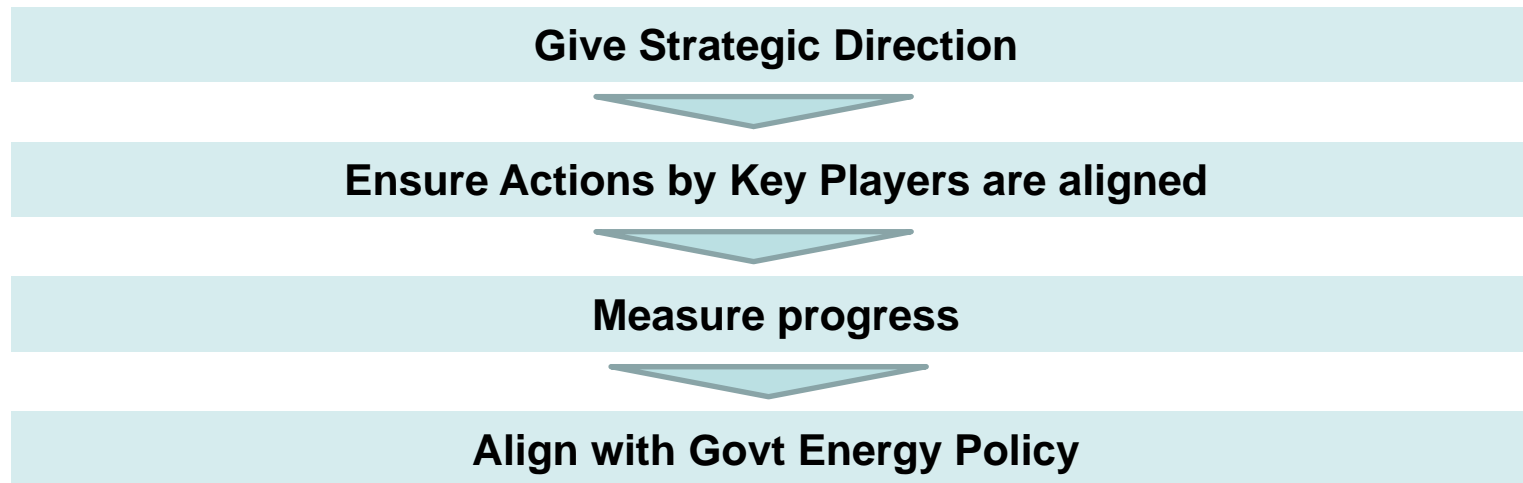 Give Strategic Direction
Ensure Actions by Key Players are aligned
Measure progress
Align with Govt Energy Policy